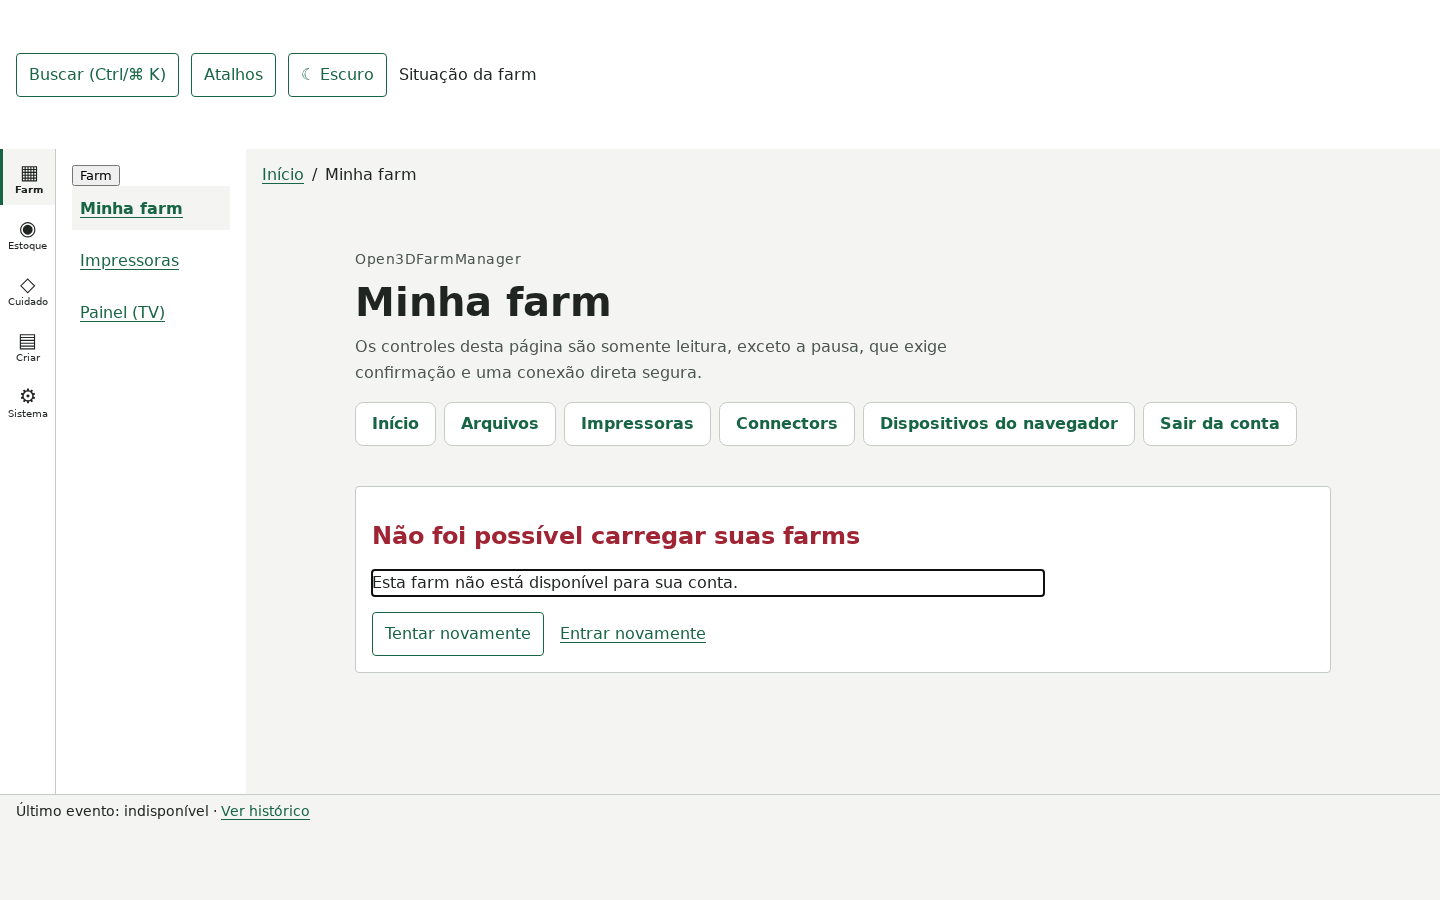 Buscar (Ctrl/⌘ K)
Atalhos
☾ Escuro
Situação da farm
Farm
Estoque
Cuidado
Criar
Sistema
Farm
Minha farm
Impressoras
Painel (TV)
Início / Minha farm
Open3DFarmManager
Minha farm
Os controles desta página são somente leitura, exceto a pausa, que exige
confirmação e uma conexão direta segura.
Início
Arquivos
Impressoras
Connectors
Dispositivos do navegador
Sair da conta
Não foi possível carregar suas farms
Esta farm não está disponível para sua conta.
Tentar novamente
Entrar novamente
Último evento: indisponível · Ver histórico